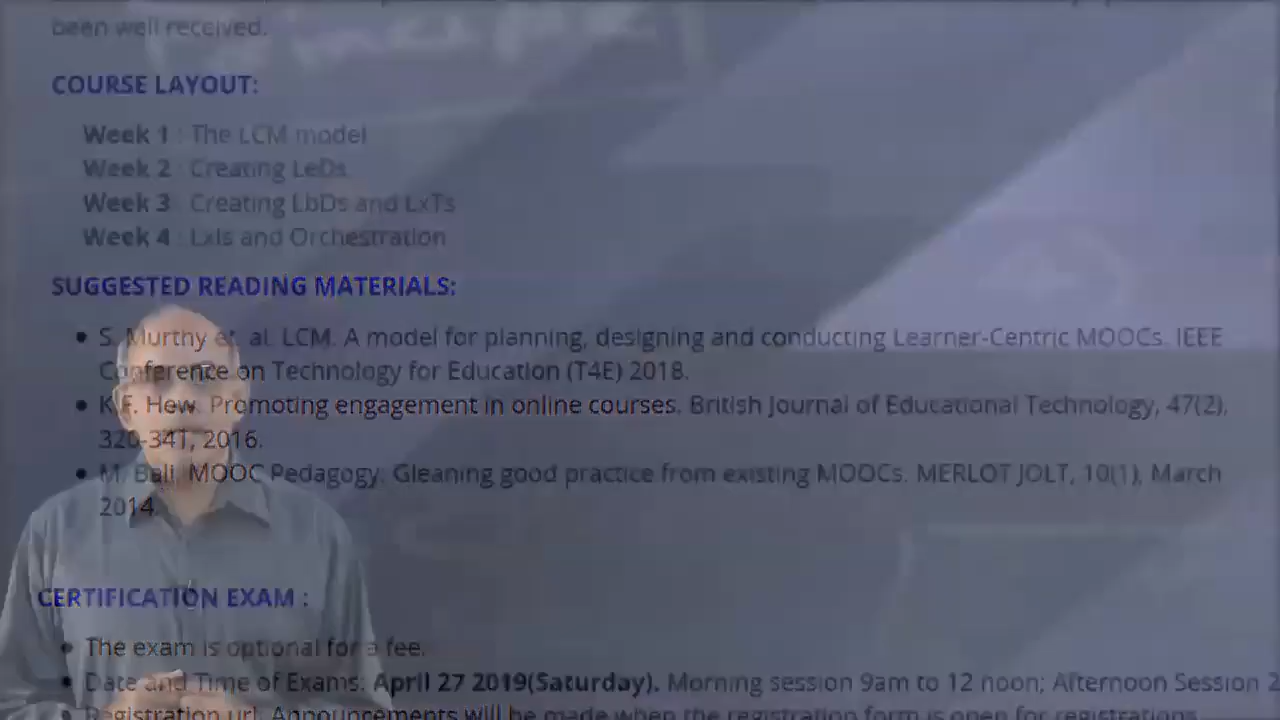 been well received.
COURSE LAYOUT:
Week 1 : The LCM model
Week 2 : Creating LeDs
Week 3 : Creating LbDs and LxTs
Week 4 : LxIs and Orchestration
SUGGESTED READING MATERIALS:
• S. Murthy et. al. LCM. A model for planning, designing and conducting Learner-Centric MOOCs. IEEE
Conference on Technology for Education (T4E) 2018.
• K.F. Hew. Promoting engagement in online courses. British Journal of Educational Technology, 47(2),
320-341, 2016.
• M. Bali, MOOC Pedagogy. Gleaning good practice from existing MOOCs. MERLOT JOLT, 10(1), March
2014.
CERTIFICATION EXAM :
• The exam is optional for a fee.
• Date and Time of Exams. April 27 2019(Saturday). Morning session 9am to 12 noon; Afternoon Session 2
• Registration url. Announcements will be made when the registration form is open for registrations